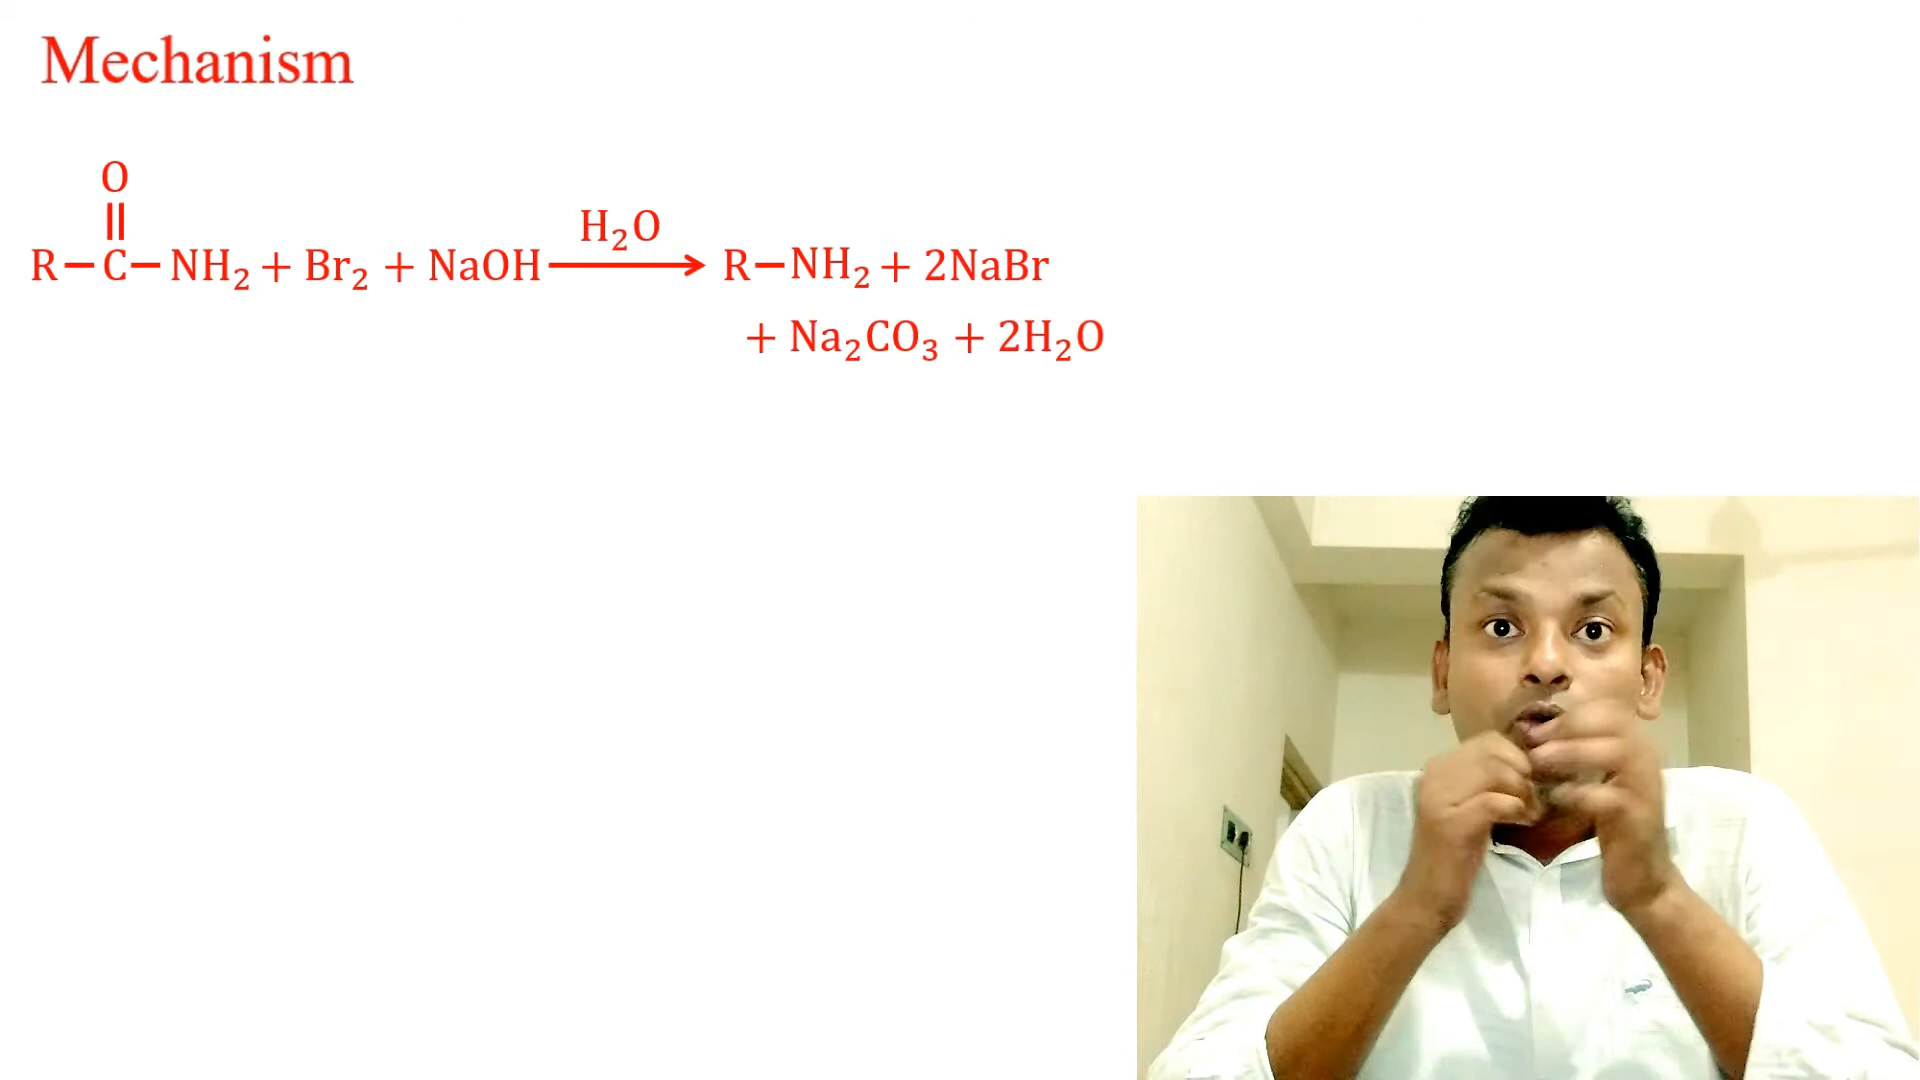 Mechanism
O
||
H₂O
R—C—NH₂ + Br₂ + NaOH ⟶ R—NH₂ + 2NaBr
+ Na₂CO₃ + 2H₂O